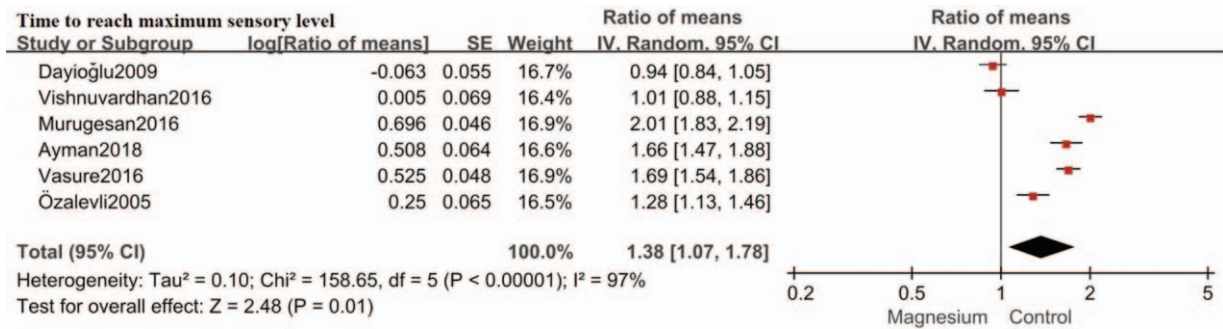 Time to reach maximum sensory level Ratio of means Ratio of means
Study or Subgroup log[Ratio of means] SE Weight IV, Random, 95% CI IV, Random, 95% CI
Dayioğlu2009 -0.063 0.055 16.7% 0.94 [0.84, 1.05]
Vishnuvardhan2016 0.005 0.069 16.4% 1.01 [0.88, 1.15]
Murugesan2016 0.696 0.046 16.9% 2.01 [1.83, 2.19]
Ayman2018 0.508 0.064 16.6% 1.66 [1.47, 1.88]
Vasure2016 0.525 0.048 16.9% 1.69 [1.54, 1.86]
Özalevli2005 0.25 0.065 16.5% 1.28 [1.13, 1.46]
Total (95% CI) 100.0% 1.38 [1.07, 1.78]
Heterogeneity: Tau² = 0.10; Chi² = 158.65, df = 5 (P < 0.00001); I² = 97%
Test for overall effect: Z = 2.48 (P = 0.01)
0.2 0.5 1 2 5
Magnesium Control